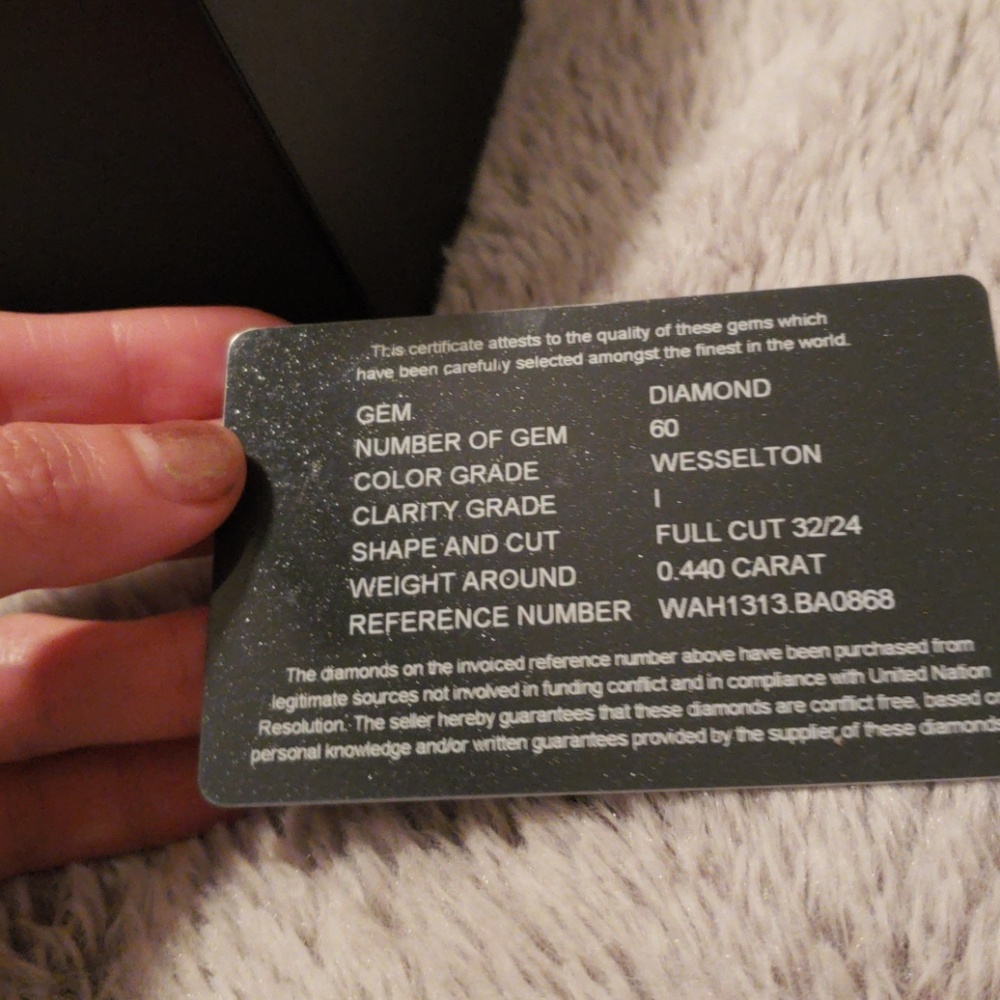 This certificate attests to the quality of these gems which
have been carefully selected amongst the finest in the world.
GEM DIAMOND
NUMBER OF GEM 60
COLOR GRADE WESSELTON
CLARITY GRADE I
SHAPE AND CUT FULL CUT 32/24
WEIGHT AROUND 0.440 CARAT
REFERENCE NUMBER WAH1313.BA0868
The diamonds on the invoiced reference number above have been purchased from
legitimate sources not involved in funding conflict and in compliance with United Nation
Resolution. The seller hereby guarantees that these diamonds are conflict free, based o
personal knowledge and/or written guarantees provided by the supplier of these diamonds